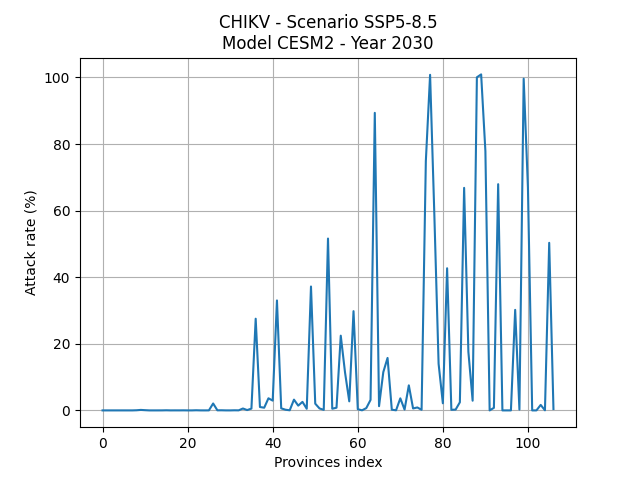 CHIKV - Scenario SSP5-8.5
Model CESM2 - Year 2030
Attack rate (%)
100
80
60
40
20
0
0 20 40 60 80 100
Provinces index